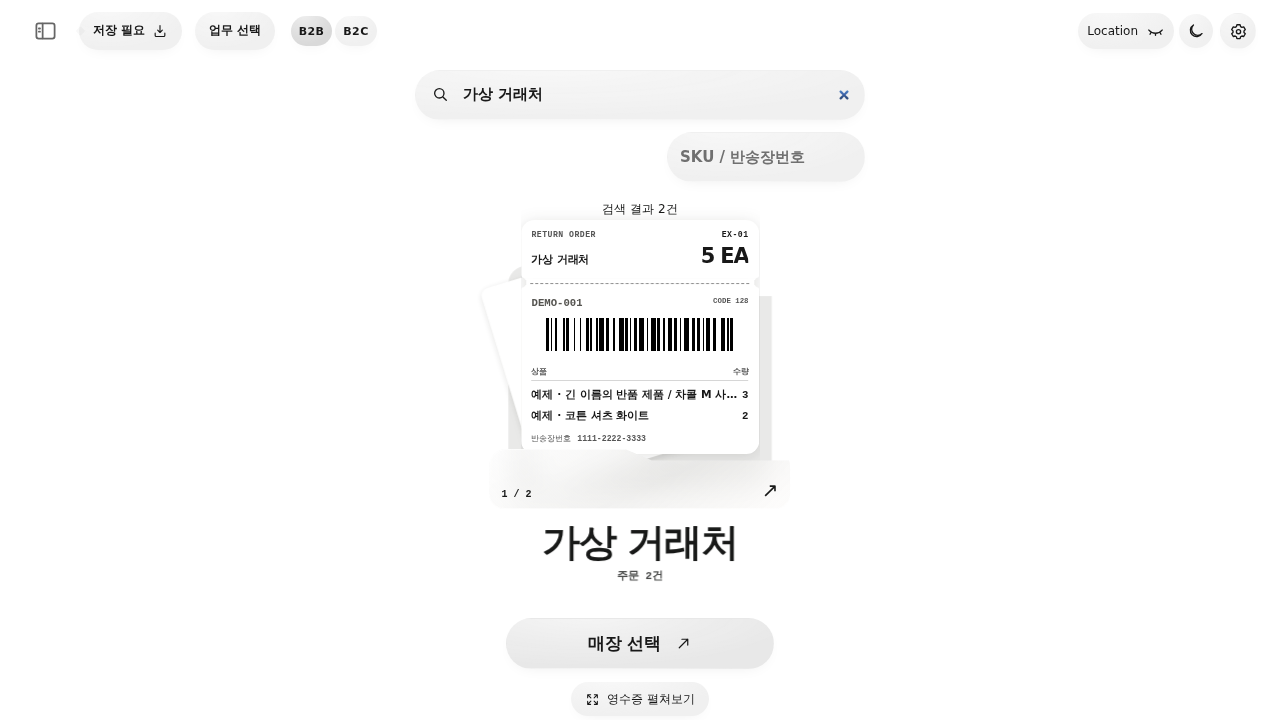 저장 필요
업무 선택
B2B
B2C
Location
가상 거래처
SKU / 반송장번호
검색 결과 2건
RETURN ORDER
EX-01
가상 거래처
5 EA
DEMO-001
CODE 128
상품
수량
예제 · 긴 이름의 반품 제품 / 차콜 M 사... 3
예제 · 코튼 셔츠 화이트 2
반송장번호 1111-2222-3333
1 / 2
가상 거래처
주문 2건
매장 선택
영수증 펼쳐보기